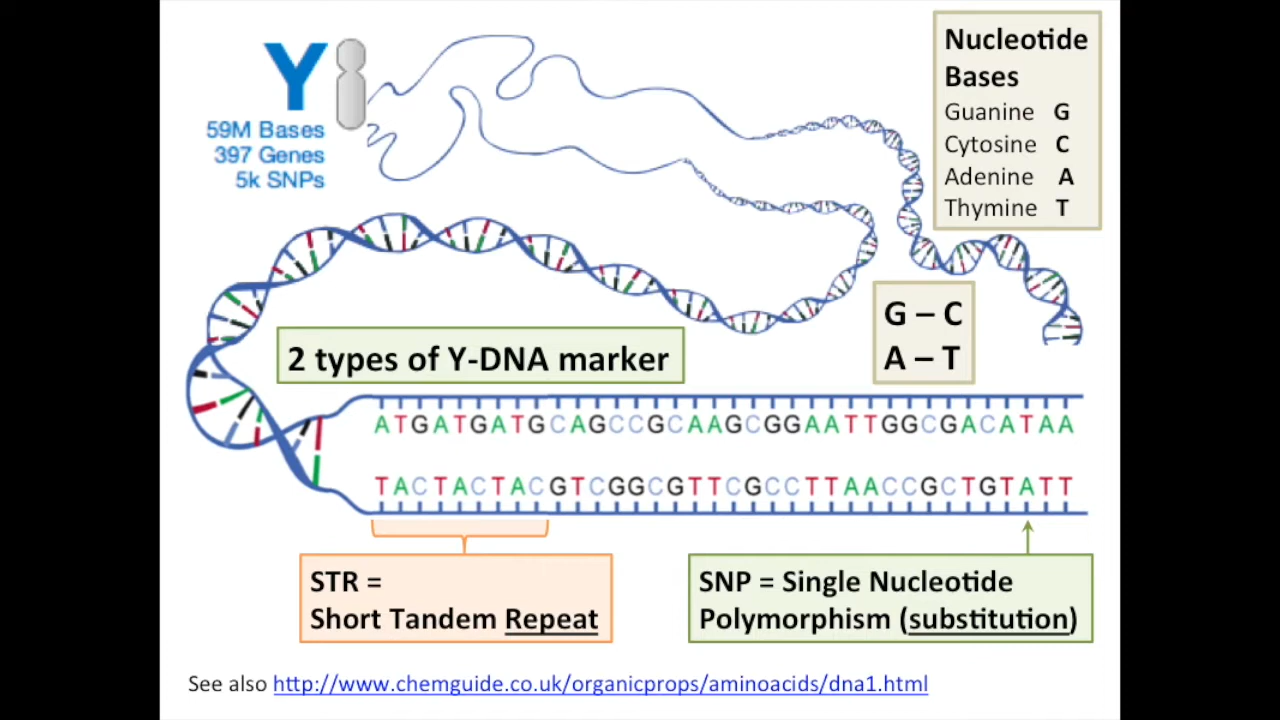 Y
59M Bases
397 Genes
5k SNPs
Nucleotide
Bases
Guanine G
Cytosine C
Adenine A
Thymine T
G – C
A – T
2 types of Y-DNA marker
ATGATGATGCAGCCGCAAGCGGAATTGGCGACATAA
TACTACTACGTCGGCGTTCGCCTTAACCGCTGTATT
STR =
Short Tandem Repeat
SNP = Single Nucleotide
Polymorphism (substitution)
See also http://www.chemguide.co.uk/organicprops/aminoacids/dna1.html